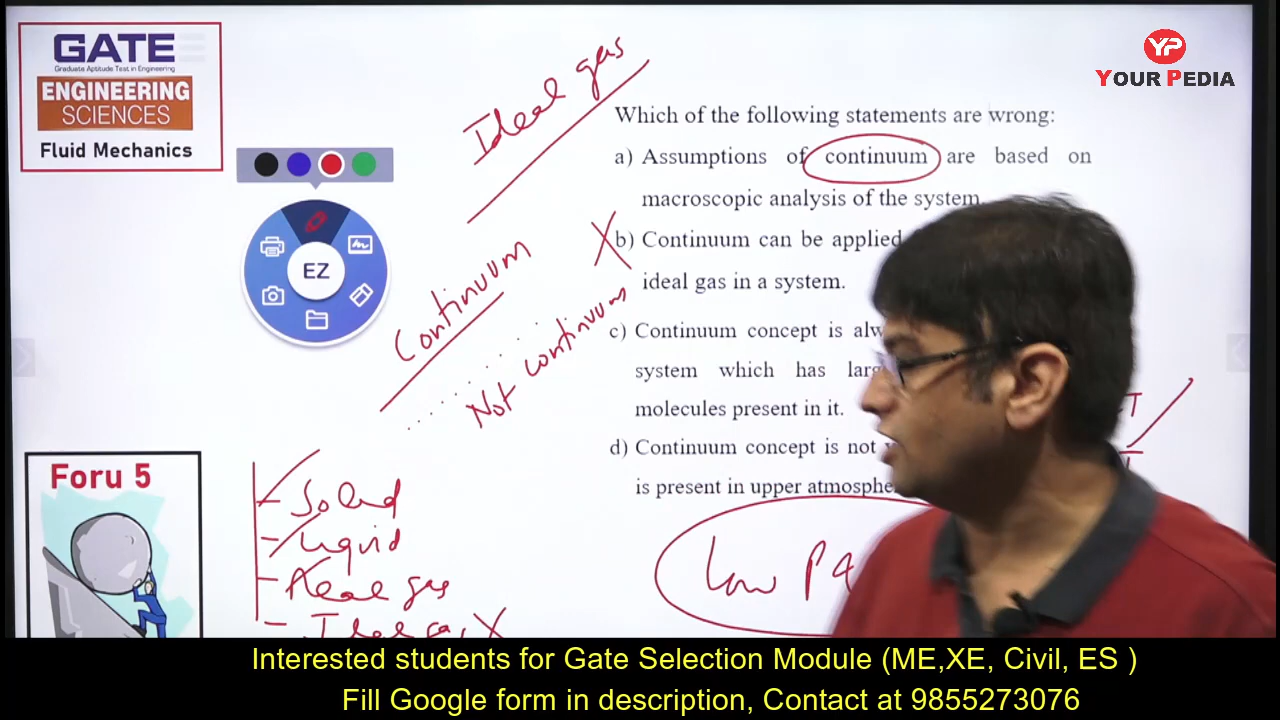 GATE
Graduate Aptitude Test in Engineering
ENGINEERING
SCIENCES
Fluid Mechanics
YP
YOUR PEDIA
Ideal gas
Which of the following statements are wrong:
a) Assumptions of continuum are based on
macroscopic analysis of the system.
b) Continuum can be applied
ideal gas in a system.
c) Continuum concept is
system which has
molecules present in it.
d) Continuum concept is not
is present in upper
EZ
Continuum
Not continuum
Foru 5
- Solid
- Liquid
- Real gas
- Ideal gas X
Low P &
Interested students for Gate Selection Module (ME,XE, Civil, ES )
Fill Google form in description, Contact at 9855273076